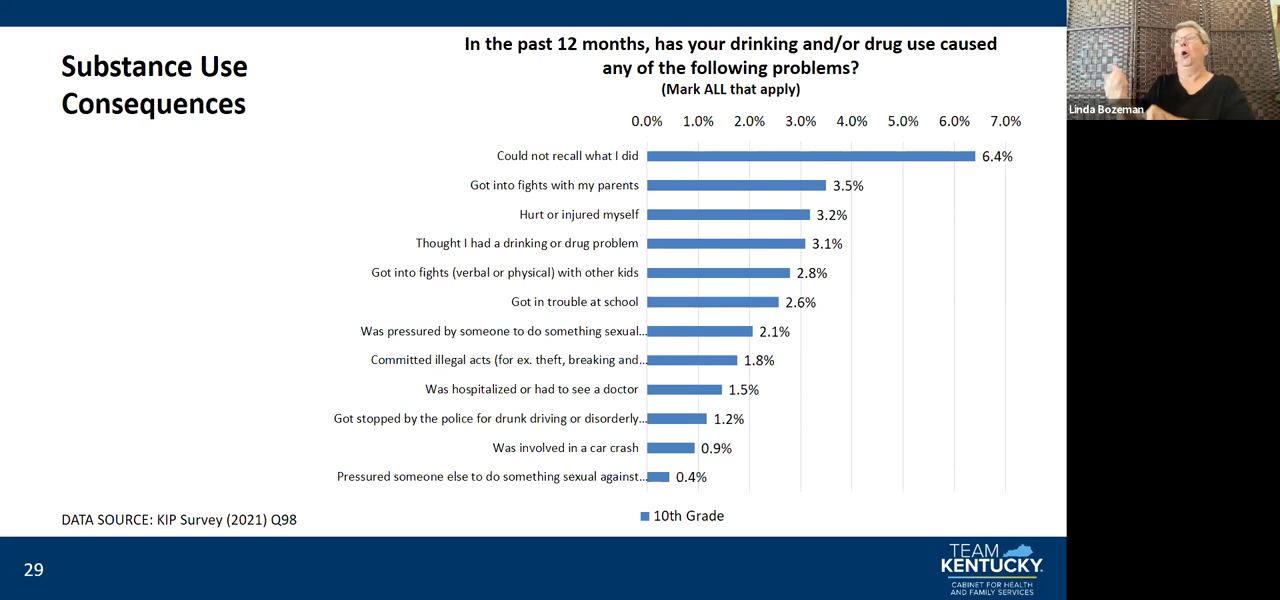 Substance Use
Consequences
In the past 12 months, has your drinking and/or drug use caused
any of the following problems?
(Mark ALL that apply)
0.0% 1.0% 2.0% 3.0% 4.0% 5.0% 6.0% 7.0%
Could not recall what I did 6.4%
Got into fights with my parents 3.5%
Hurt or injured myself 3.2%
Thought I had a drinking or drug problem 3.1%
Got into fights (verbal or physical) with other kids 2.8%
Got in trouble at school 2.6%
Was pressured by someone to do something sexual... 2.1%
Committed illegal acts (for ex. theft, breaking and... 1.8%
Was hospitalized or had to see a doctor 1.5%
Got stopped by the police for drunk driving or disorderly... 1.2%
Was involved in a car crash 0.9%
Pressured someone else to do something sexual against... 0.4%
10th Grade
DATA SOURCE: KIP Survey (2021) Q98
29
TEAM
KENTUCKY
CABINET FOR HEALTH
AND FAMILY SERVICES
Linda Bozeman